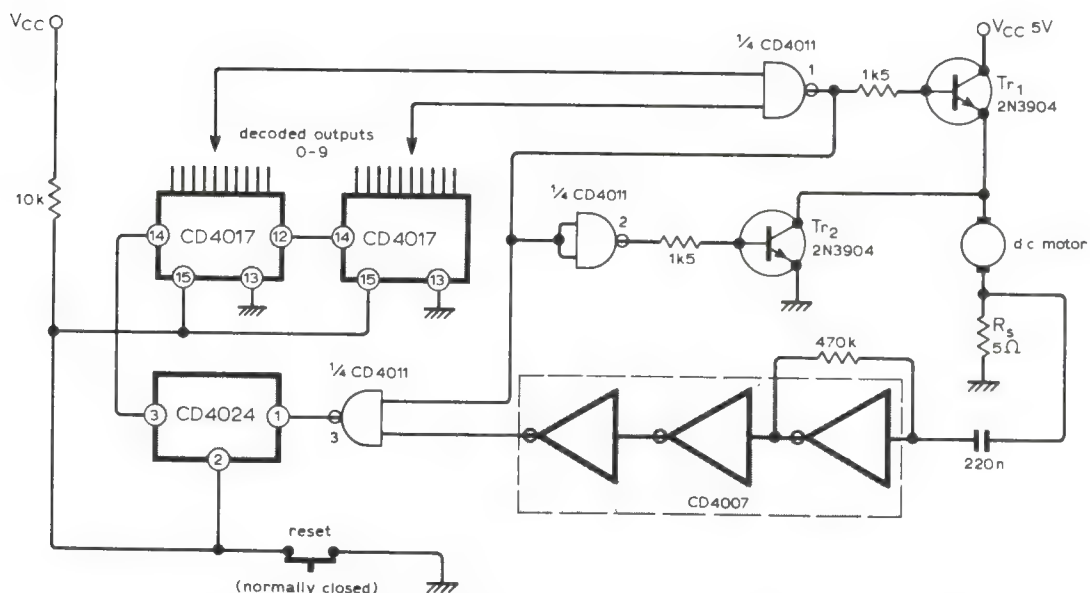 VCC
VCC 5V
¼ CD4011
1
1k5
Tr1
2N3904
decoded outputs
0-9
10k
14
CD4017
12
14
CD4017
15
13
15
13
¼ CD4011
2
1k5
Tr2
2N3904
dc motor
Rs
5Ω
470k
¼ CD4011
3
CD4024
1
3
2
220n
CD4007
reset
(normally closed)